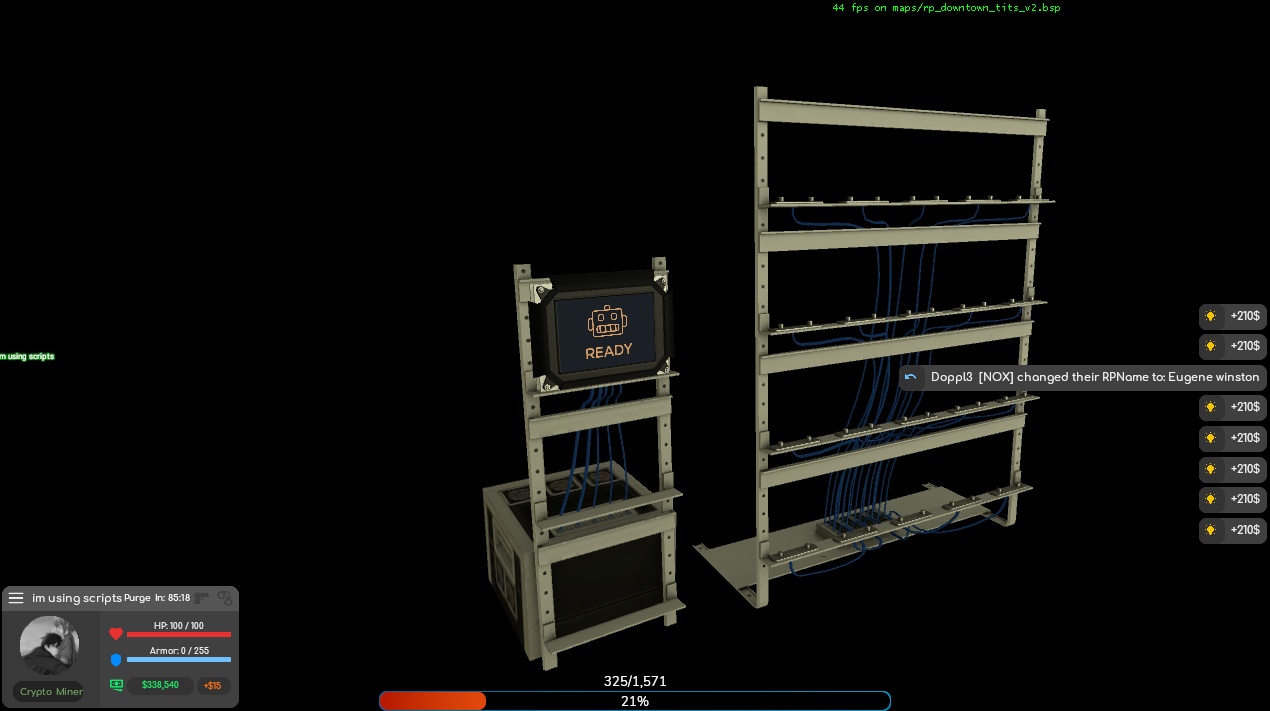 44 fps on maps/rp_downtown_tits_v2.bsp
READY
+210$
+210$
m using scripts
Doppl3 [NOX] changed their RPName to: Eugene winston
+210$
+210$
+210$
+210$
+210$
im using scripts Purge In: 85:18
HP: 100 / 100
Armor: 0 / 255
$338,540 +$15
Crypto Miner
325/1,571
21%